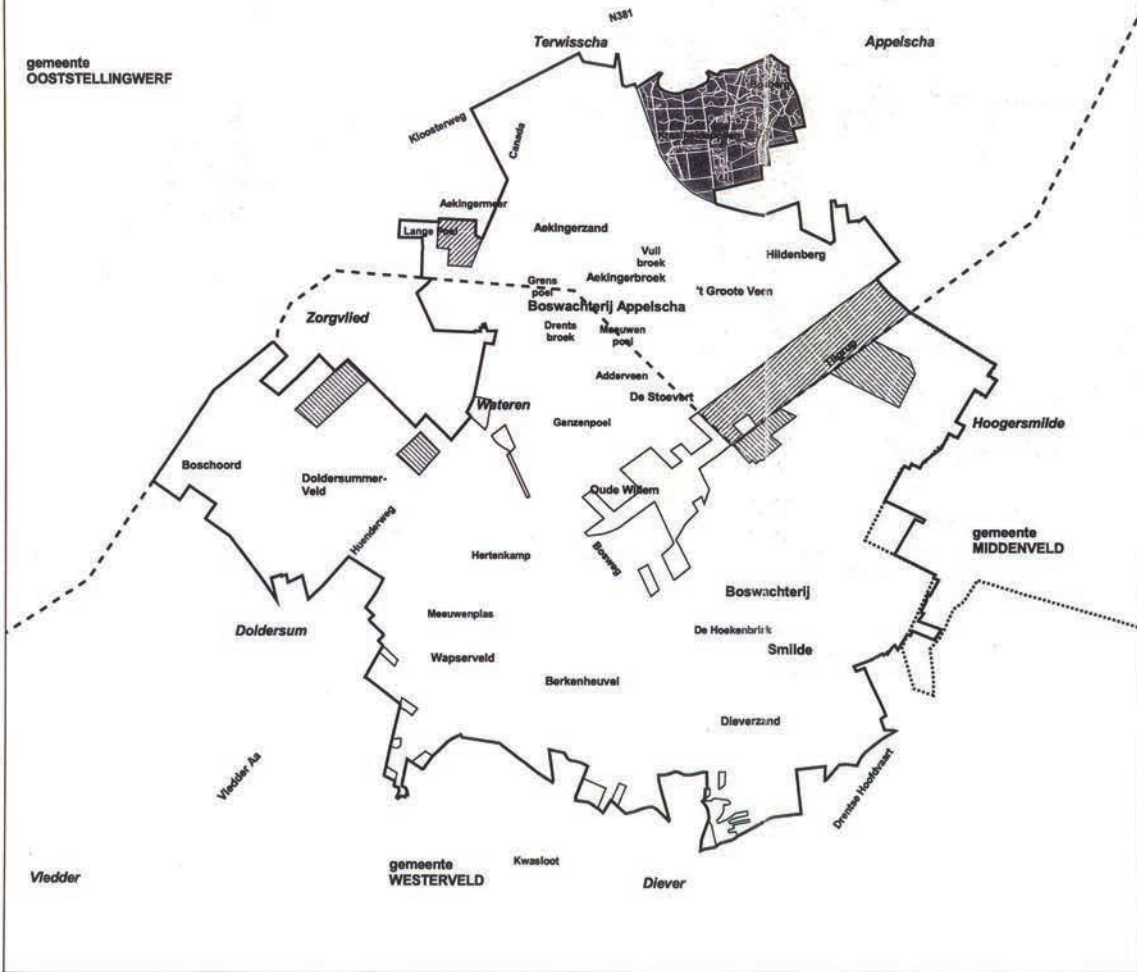 N381
Terwisscha
Appelscha
gemeente
OOSTSTELLINGWERF
Kloosterweg
Canada
Aekingermeer
Lange Poel
Aekingerzand
Vuil
broek
Hildenberg
Aekingerbroek
Grens
poel
't Groote Veen
Boswachterij Appelscha
Zorgvlied
Drents
broek
Meeuwen
poel
Tilgrup
Adderveen
De Stoevert
Wateren
Ganzenpoel
Hoogersmilde
Boschoord
Doldersummer-
Veld
Oude Willem
Huenderweg
Bosweg
gemeente
MIDDENVELD
Hertenkamp
Boswachterij
Meeuwenplas
De Hoekenbrink
Doldersum
Smilde
Wapserveld
Berkenheuvel
Dieverzand
Vledder Aa
Drentse Hoofdvaart
Kwasloot
gemeente
WESTERVELD
Vledder
Diever